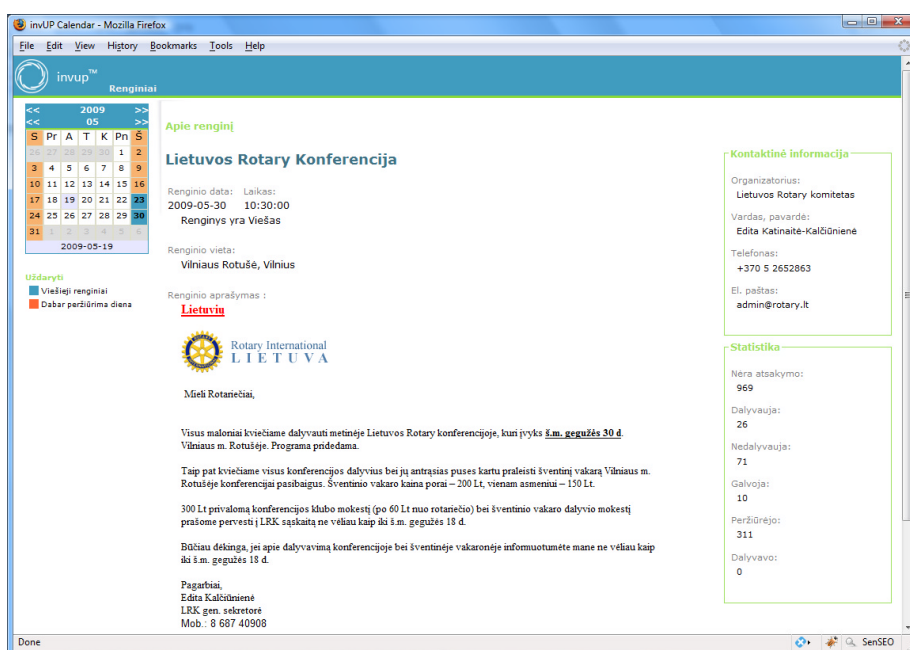 invUP Calendar - Mozilla Firefox
File Edit View History Bookmarks Tools Help
invup™
Renginiai
<< 2009 >>
<< 05 >>
S Pr A T K Pn Š
26 27 28 29 30 1 2
3 4 5 6 7 8 9
10 11 12 13 14 15 16
17 18 19 20 21 22 23
24 25 26 27 28 29 30
31 1 2 3 4 5 6
2009-05-19
Uždaryti
Viešieji renginiai
Dabar peržiūrima diena
Apie renginį
Lietuvos Rotary Konferencija
Renginio data: Laikas:
2009-05-30 10:30:00
Renginys yra Viešas
Renginio vieta:
Vilniaus Rotušė, Vilnius
Renginio aprašymas :
Lietuvių
Rotary International
LIETUVA
Mieli Rotariečiai,
Visus maloniai kviečiame dalyvauti metinėje Lietuvos Rotary konferencijoje, kuri įvyks š.m. gegužės 30 d.
Vilniaus m. Rotušėje. Programa pridedama.
Taip pat kviečiame visus konferencijos dalyvius bei jų antrąsias puses kartu praleisti šventinį vakarą Vilniaus m.
Rotušėje konferencijai pasibaigus. Šventinio vakaro kaina porai – 200 Lt, vienam asmeniui – 150 Lt.
300 Lt privalomą konferencijos klubo mokestį (po 60 Lt nuo rotariečio) bei šventinio vakaro dalyvio mokestį
prašome pervesti į LRK sąskaitą ne vėliau kaip iki š.m. gegužės 18 d.
Būčiau dėkinga, jei apie dalyvavimą konferencijoje bei šventinėje vakaronėje informuotumėte mane ne vėliau kaip
iki š.m. gegužės 18 d.
Pagarbiai,
Edita Kalčiūnienė
LRK gen. sekretorė
Mob.: 8 687 40908
Kontaktinė informacija
Organizatorius:
Lietuvos Rotary komitetas
Vardas, pavardė:
Edita Katinaitė-Kalčiūnienė
Telefonas:
+370 5 2652863
El. paštas:
admin@rotary.lt
Statistika
Nera atsakymo:
969
Dalyvauja:
26
Nedalyvauja:
71
Galvoja:
10
Peržiūrėjo:
311
Dalyvavo:
0
Done
SenSEO